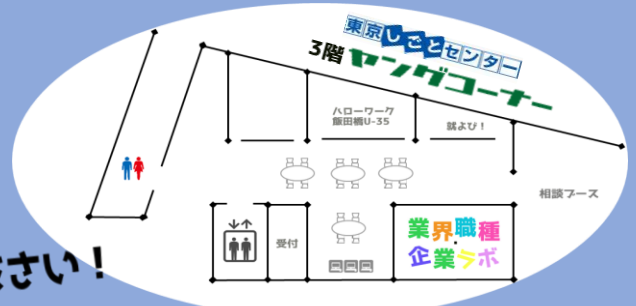 東京しごとセンター
3階 ヤングコーナー
ハローワーク
飯田橋U-35
就よび！
相談ブース
受付
業界職種
・
企業ラボ
さい！